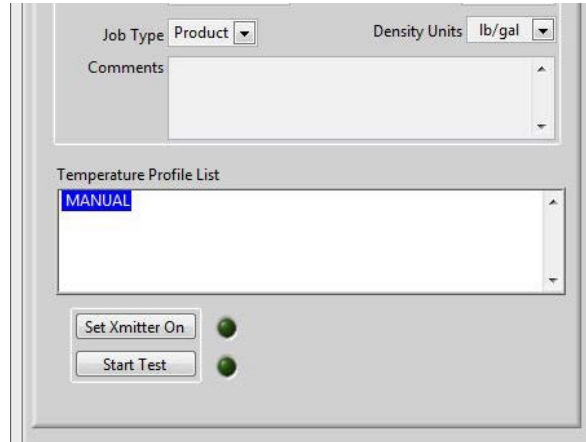 Job Type Product Density Units lb/gal
Comments
Temperature Profile List
MANUAL
Set Xmitter On
Start Test